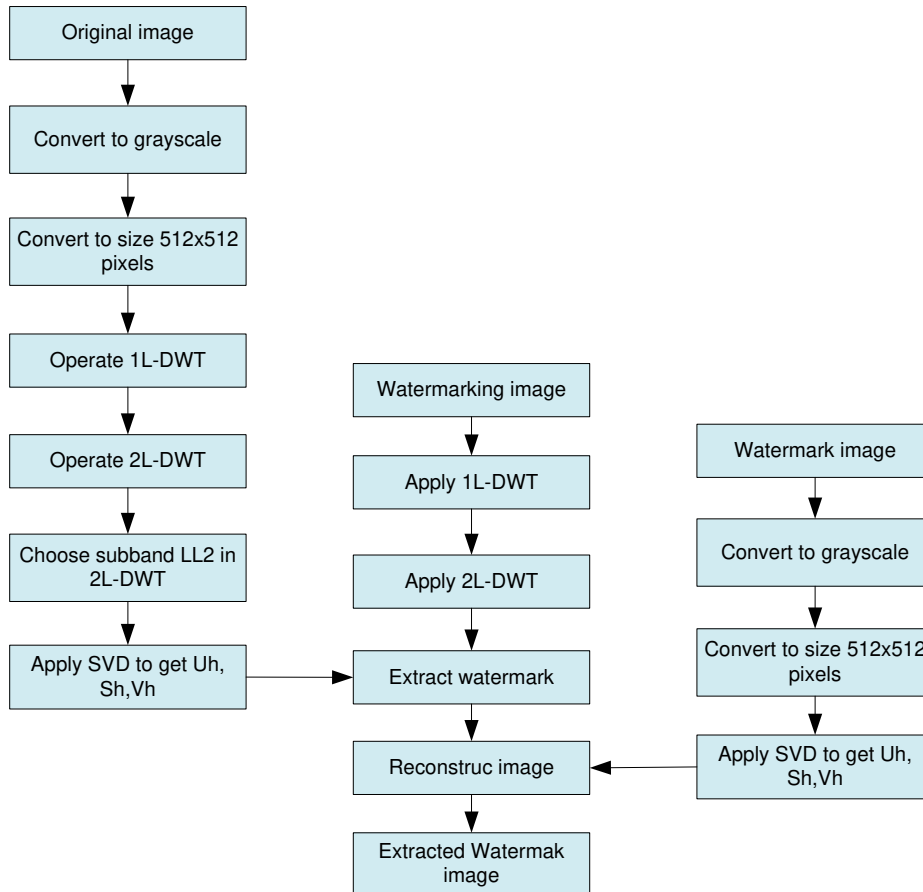 Original image
Convert to grayscale
Convert to size 512x512
pixels
Operate 1L-DWT
Operate 2L-DWT
Choose subband LL2 in
2L-DWT
Apply SVD to get Uh,
Sh,Vh
Watermarking image
Apply 1L-DWT
Apply 2L-DWT
Extract watermark
Reconstruc image
Extracted Watermak
image
Watermark image
Convert to grayscale
Convert to size 512x512
pixels
Apply SVD to get Uh,
Sh,Vh